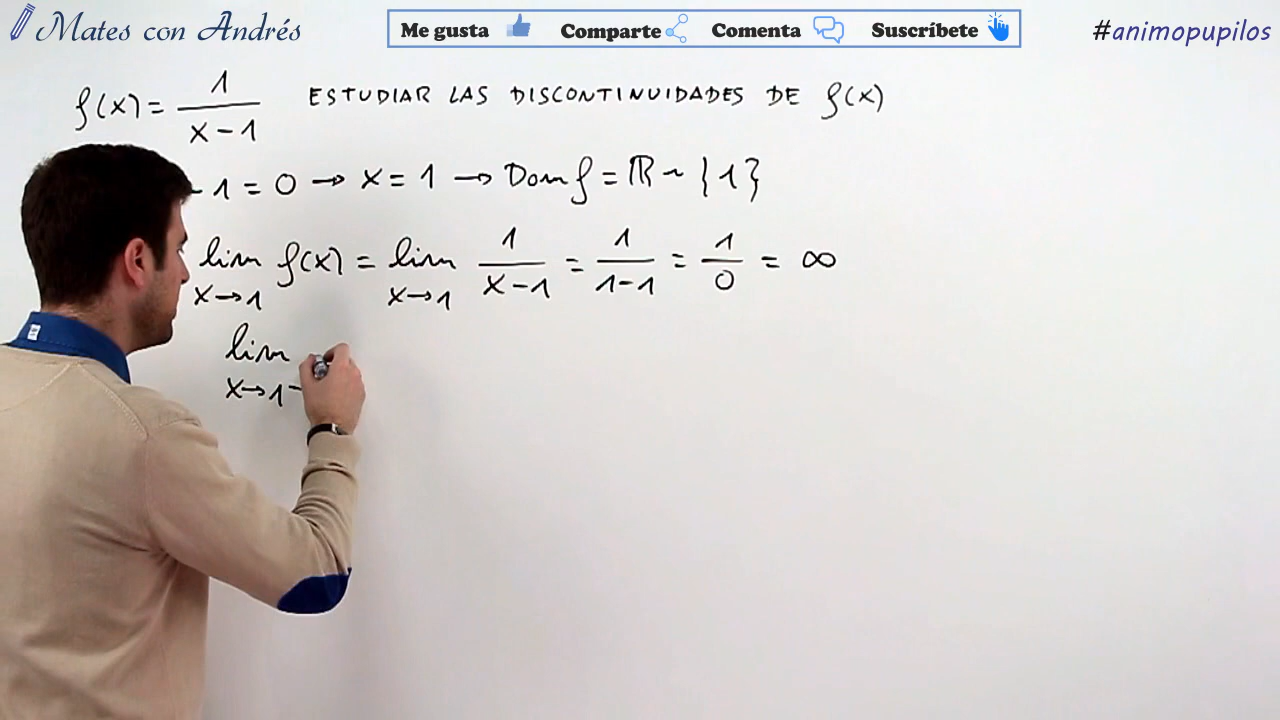 Mates con Andrés
Me gusta Comparte Comenta Suscríbete
#animopupilos
f(x) = 1/(x-1) ESTUDIAR LAS DISCONTINUIDADES DE f(x)
-1 = 0 → x = 1 → Dom f = ℝ ~ {1}
lim x→1 f(x) = lim x→1 1/(x-1) = 1/(1-1) = 1/0 = ∞
lim x→1⁻